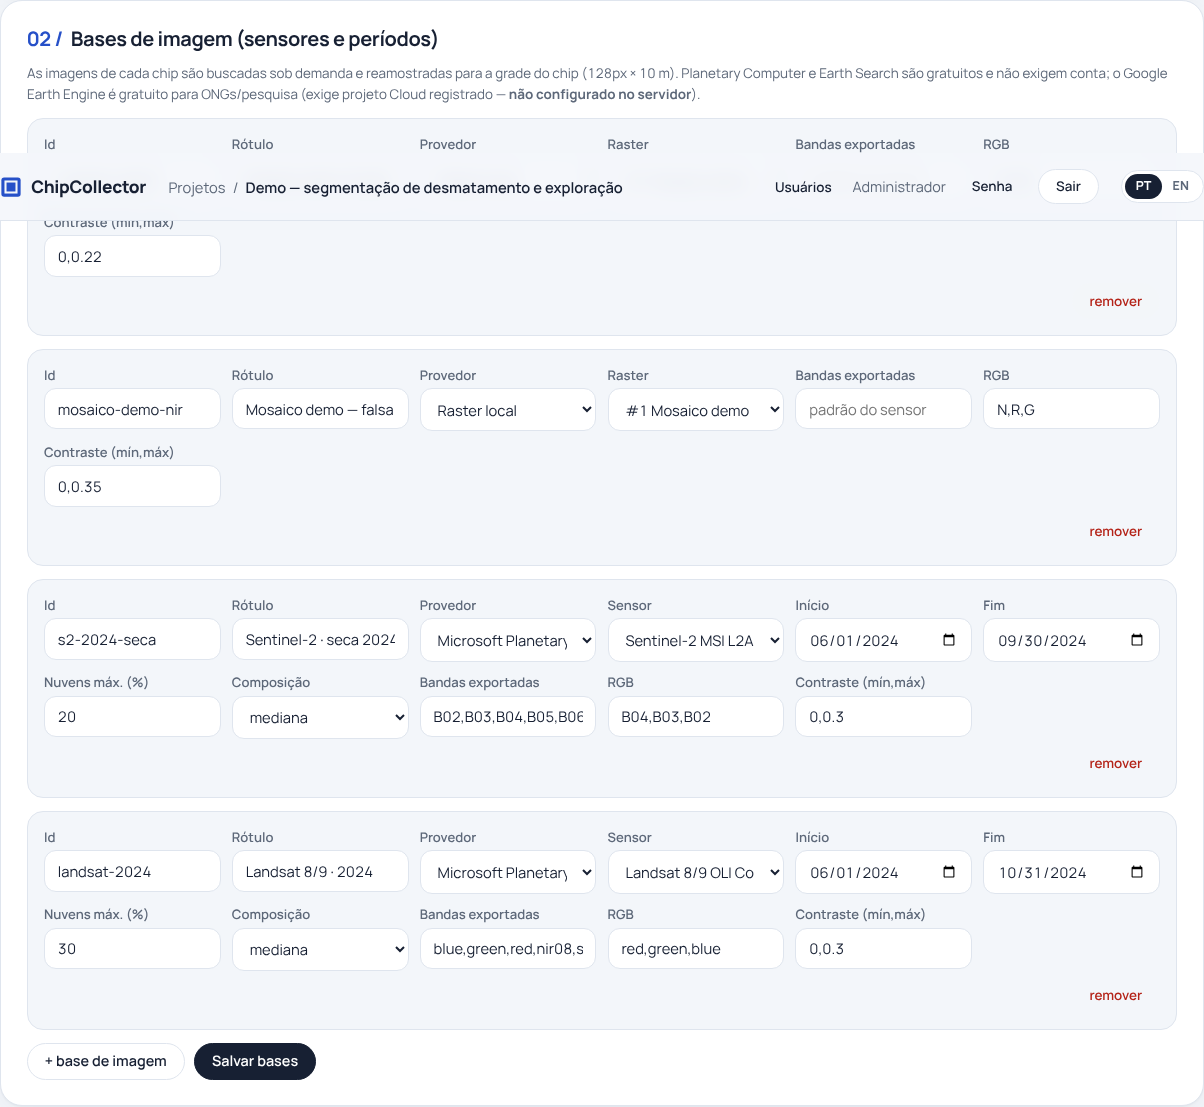 02 / Bases de imagem (sensores e períodos)
As imagens de cada chip são buscadas sob demanda e reamostradas para a grade do chip (128px × 10 m). Planetary Computer e Earth Search são gratuitos e não exigem conta; o Google
Earth Engine é gratuito para ONGs/pesquisa (exige projeto Cloud registrado — não configurado no servidor).
Id Rótulo Provedor Raster Bandas exportadas RGB
ChipCollector Projetos / Demo — segmentação de desmatamento e exploração Usuários Administrador Senha Sair PT EN
Contraste (mín,máx)
0,0.22
remover
Id Rótulo Provedor Raster Bandas exportadas RGB
mosaico-demo-nir Mosaico demo — falsa Raster local #1 Mosaico demo padrão do sensor N,R,G
Contraste (mín,máx)
0,0.35
remover
Id Rótulo Provedor Sensor Início Fim
s2-2024-seca Sentinel-2 · seca 2024 Microsoft Planetary Sentinel-2 MSI L2A 06/01/2024 09/30/2024
Nuvens máx. (%) Composição Bandas exportadas RGB Contraste (mín,máx)
20 mediana B02,B03,B04,B05,B06 B04,B03,B02 0,0.3
remover
Id Rótulo Provedor Sensor Início Fim
landsat-2024 Landsat 8/9 · 2024 Microsoft Planetary Landsat 8/9 OLI Co 06/01/2024 10/31/2024
Nuvens máx. (%) Composição Bandas exportadas RGB Contraste (mín,máx)
30 mediana blue,green,red,nir08,s red,green,blue 0,0.3
remover
+ base de imagem Salvar bases